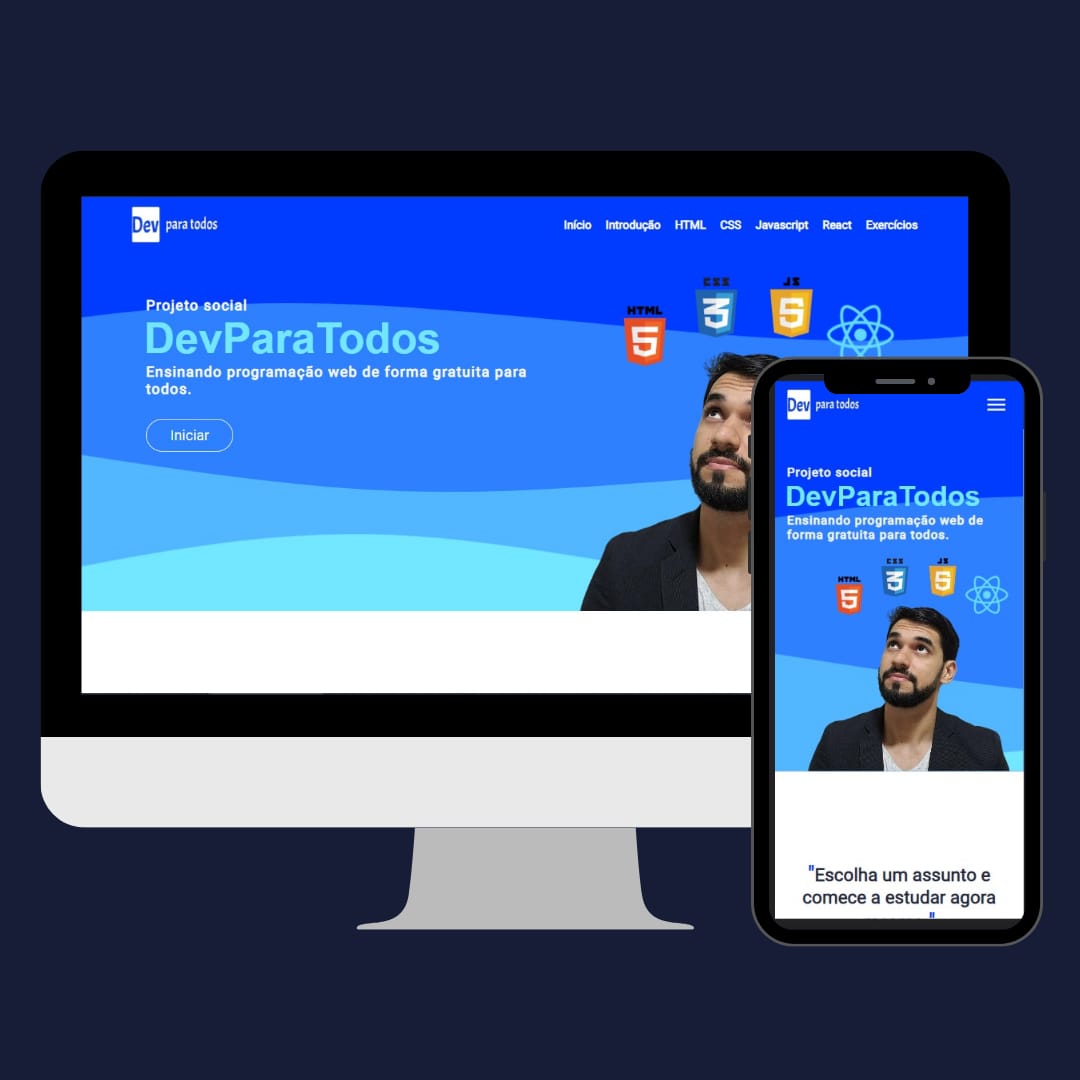 Dev para todos
Início Introdução HTML CSS Javascript React Exercícios
Projeto social
DevParaTodos
Ensinando programação web de forma gratuita para
todos.
Iniciar
HTML
5
CSS
3
JS
5
Dev para todos
Projeto social
DevParaTodos
Ensinando programação web de
forma gratuita para todos.
HTML
5
CSS
3
JS
5
"Escolha um assunto e
comece a estudar agora
"